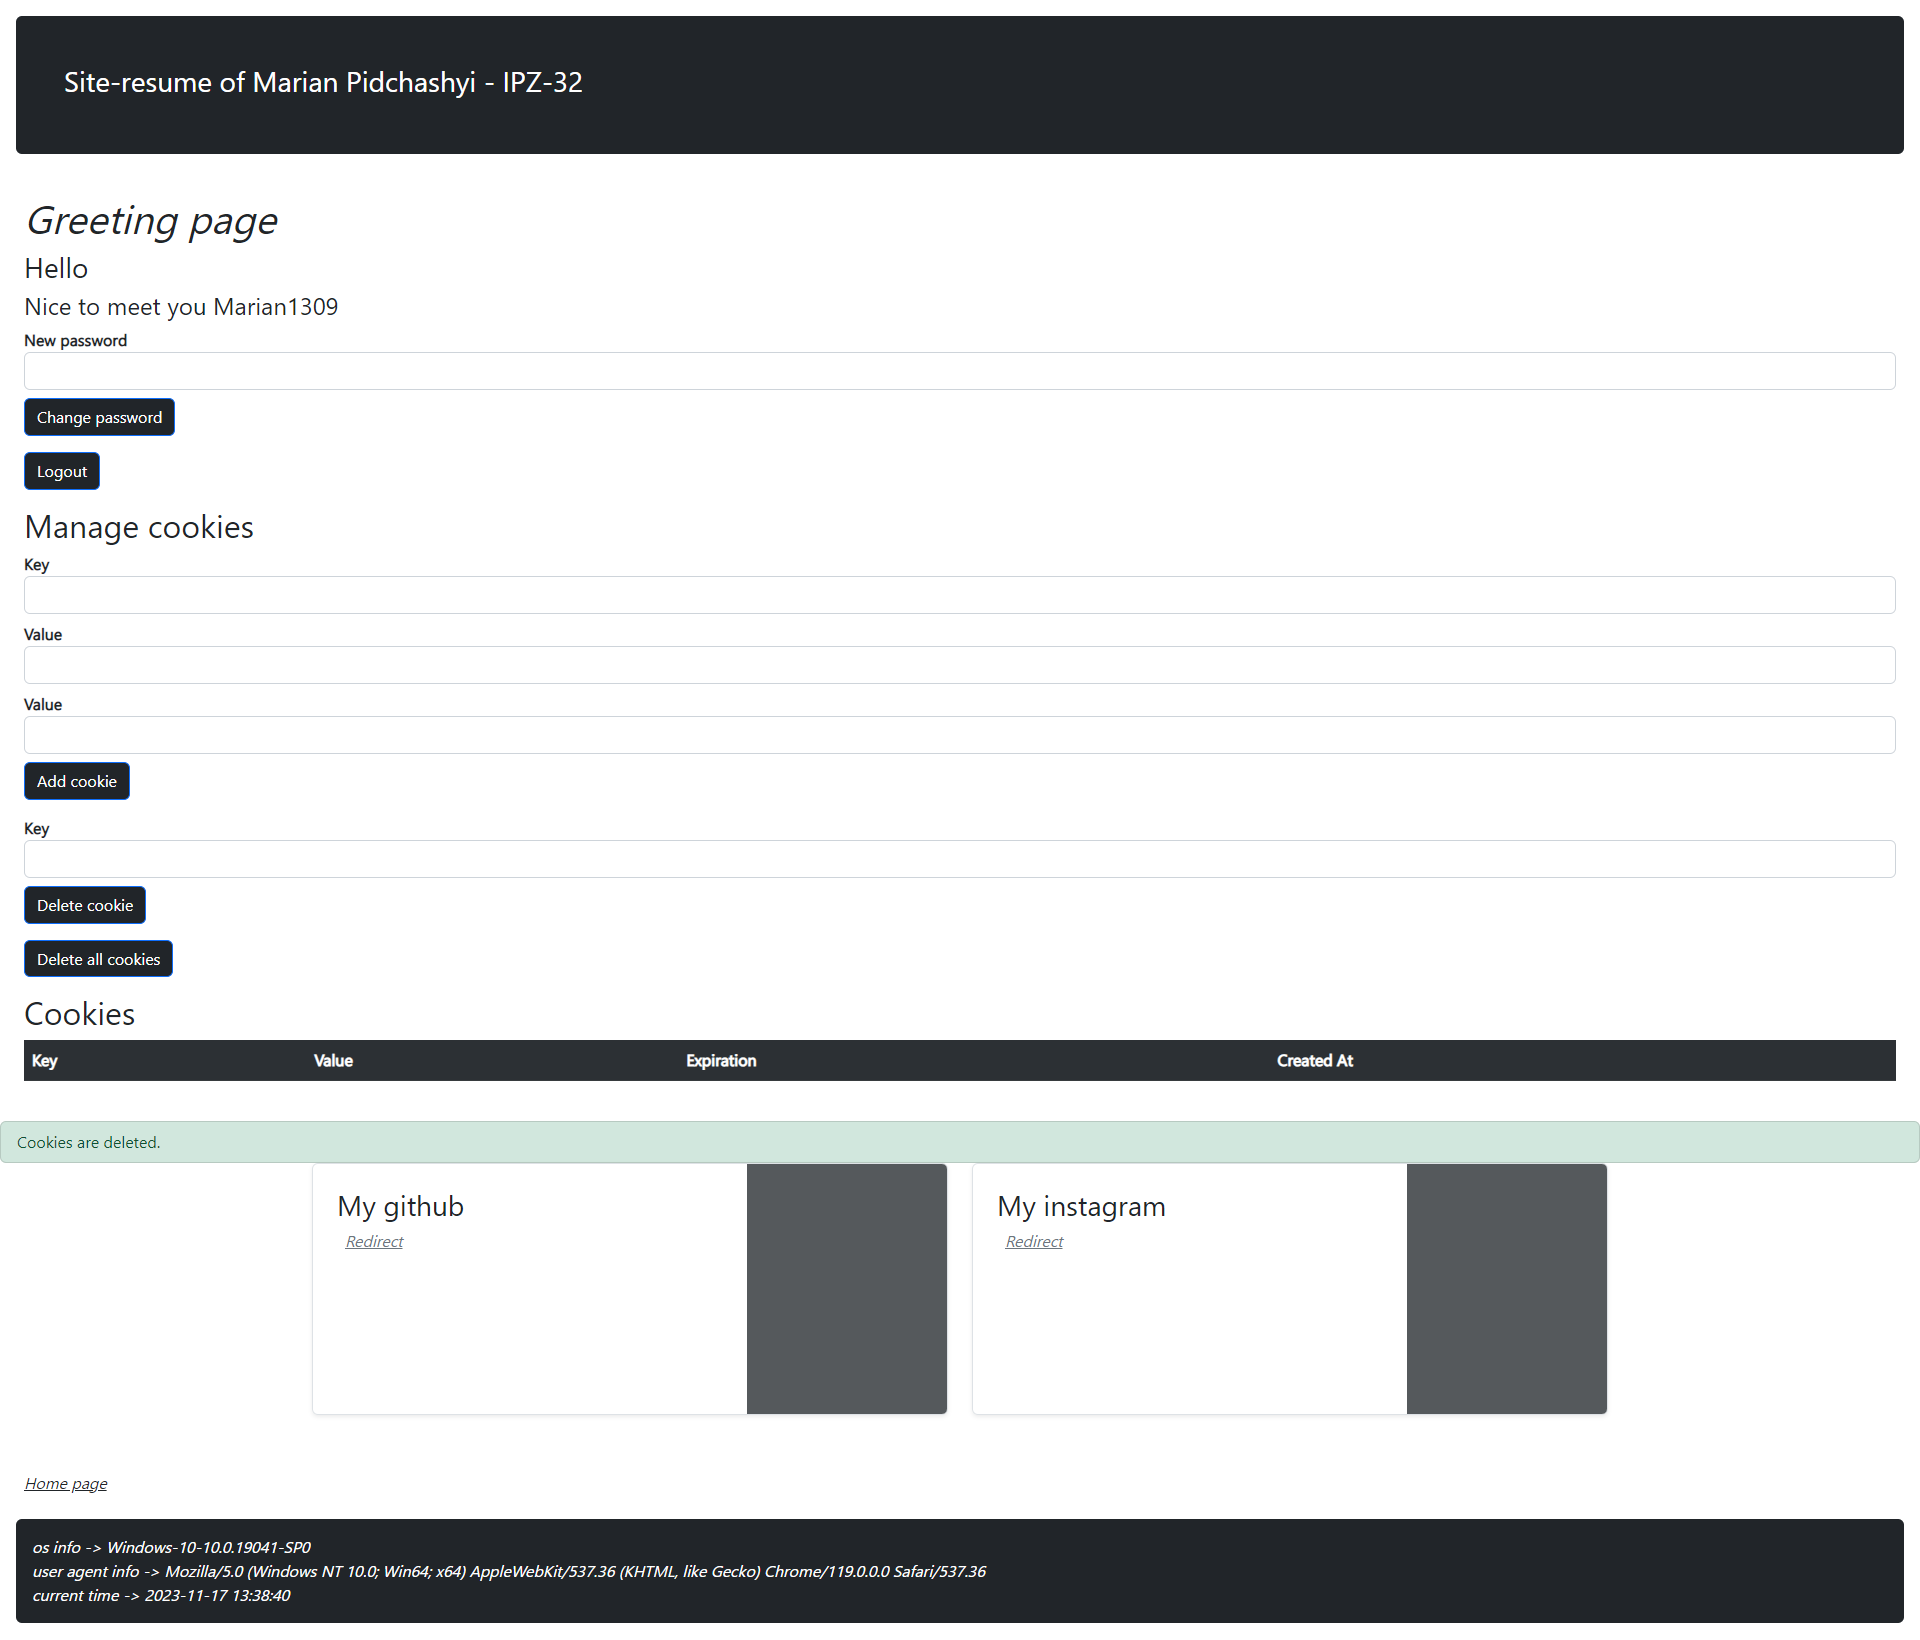 Site-resume of Marian Pidchashyi - IPZ-32
Greeting page
Hello
Nice to meet you Marian1309
New password
Change password
Logout
Manage cookies
Key
Value
Value
Add cookie
Key
Delete cookie
Delete all cookies
Cookies
Key Value Expiration Created At
Cookies are deleted.
My github
Redirect
My instagram
Redirect
Home page
os info -> Windows-10-10.0.19041-SP0
user agent info -> Mozilla/5.0 (Windows NT 10.0; Win64; x64) AppleWebKit/537.36 (KHTML, like Gecko) Chrome/119.0.0.0 Safari/537.36
current time -> 2023-11-17 13:38:40